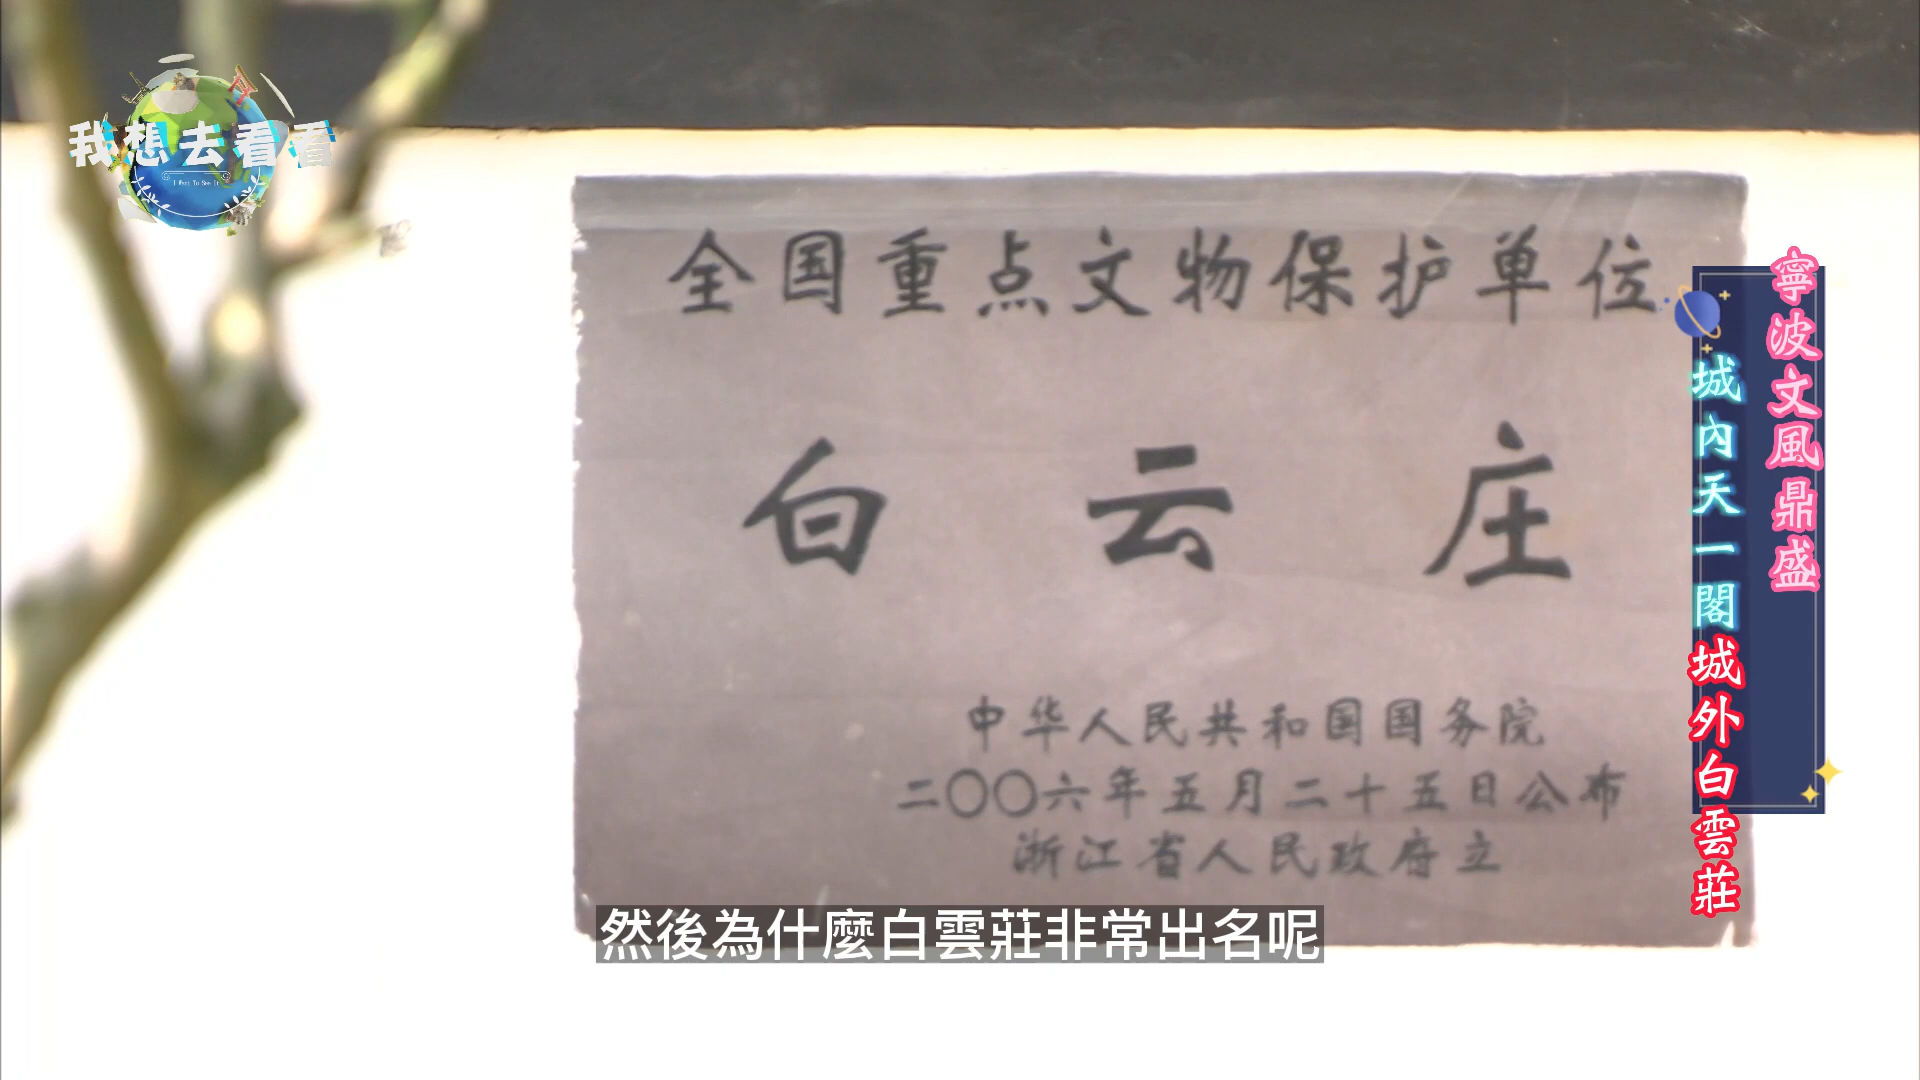 我想去看看
I Want To See It
全国重点文物保护单位
白云庄
中华人民共和国国务院
二〇〇六年五月二十五日公布
浙江省人民政府立
寧波文風鼎盛
城內天一閣城外白雲莊
然後為什麼白雲莊非常出名呢